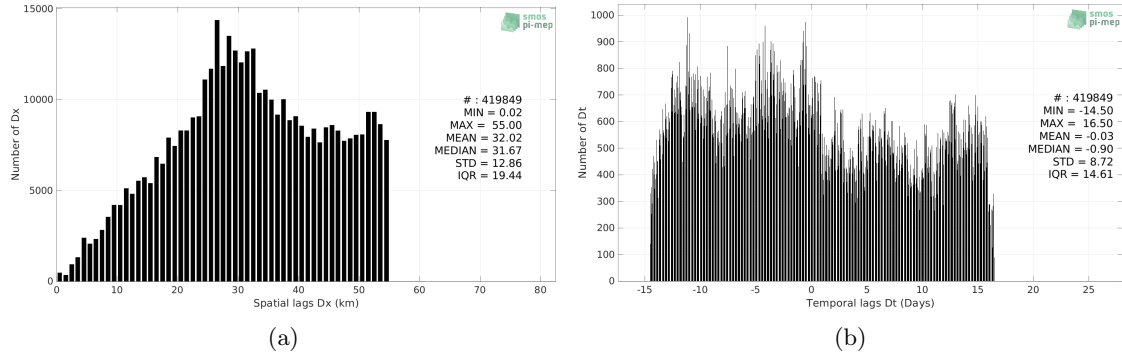 15000
10000
5000
0
0
10
20
30
40
50
60
70
80
Number of Dx
Spatial lags Dx (km)
smos
pi-mep
# : 419849
MIN = 0.02
MAX = 55.00
MEAN = 32.02
MEDIAN = 31.67
STD = 12.86
IQR = 19.44
(a)
1000
900
800
700
600
500
400
300
200
100
0
-15
-10
-5
0
5
10
15
20
25
Number of Dt
Temporal lags Dt (Days)
smos
pi-mep
# : 419849
MIN = -14.50
MAX = 16.50
MEAN = -0.03
MEDIAN = -0.90
STD = 8.72
IQR = 14.61
(b)